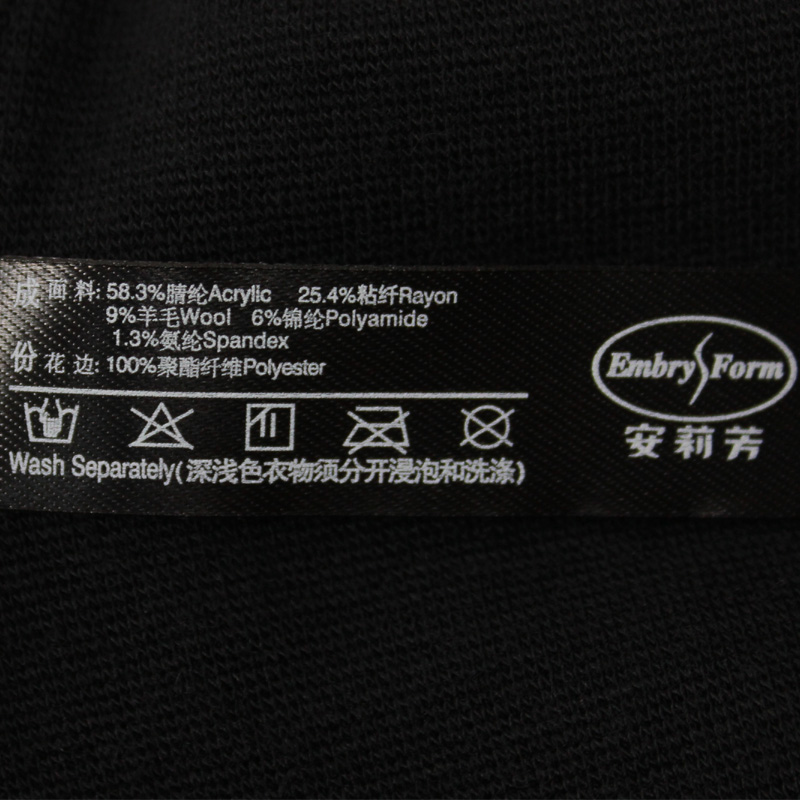 成 面 料: 58.3%腈纶Acrylic 25.4%粘纤Rayon
9%羊毛Wool 6%锦纶Polyamide
1.3%氨纶Spandex
份 花 边: 100%聚酯纤维Polyester
Wash Separately(深浅色衣物须分开浸泡和洗涤)
Embry Form
安莉芳